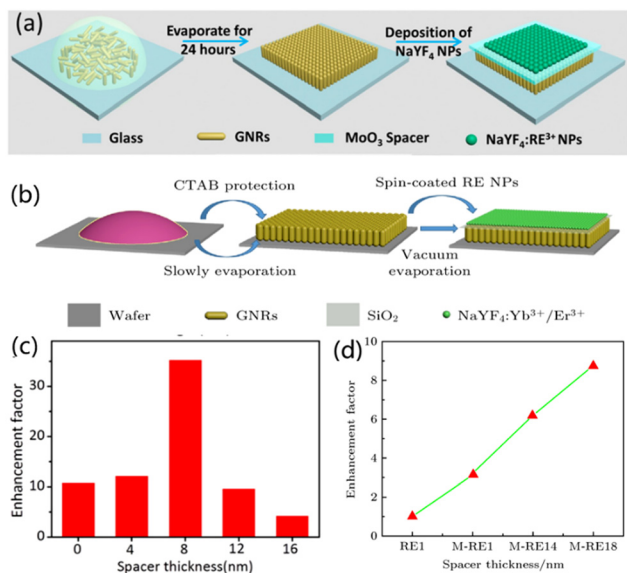 (a)
Evaporate for
24 hours
Deposition of
NaYF4 NPs
Glass
GNRs
MoO3 Spacer
NaYF4:RE3+ NPs
(b)
CTAB protection
Spin-coated RE NPs
Slowly evaporation
Vacuum
evaporation
Wafer
GNRs
SiO2
NaYF4:Yb3+/Er3+
(c)
Enhancement factor
30
20
10
0
0 4 8 12 16
Spacer thickness(nm)
(d)
Enhancement factor
10
8
6
4
2
0
RE1 M-RE1 M-RE14 M-RE18
Spacer thickness/nm